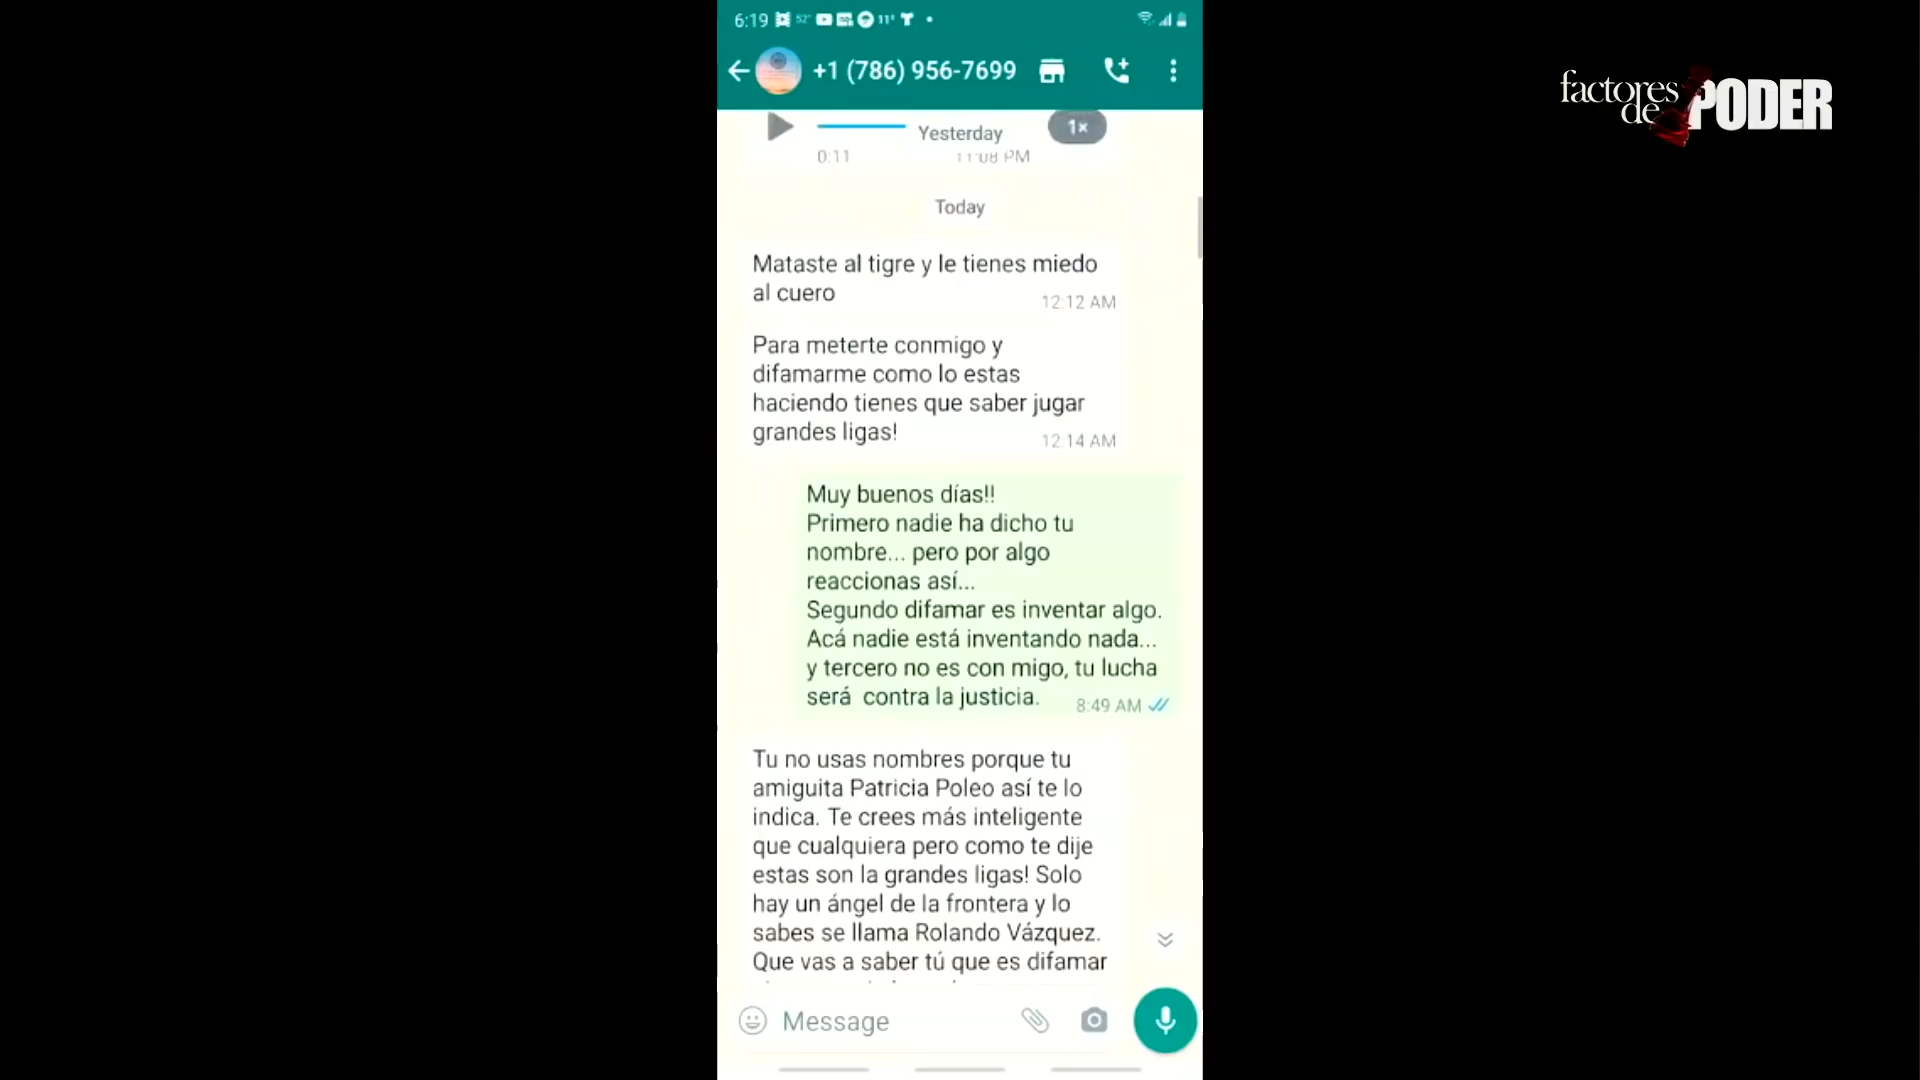 6:19 52° 11°
factores
de PODER
+1 (786) 956-7699
Yesterday
1×
0:11
11:08 PM
Today
Mataste al tigre y le tienes miedo
al cuero
12:12 AM
Para meterte conmigo y
difamarme como lo estas
haciendo tienes que saber jugar
grandes ligas!
12:14 AM
Muy buenos días!!
Primero nadie ha dicho tu
nombre... pero por algo
reaccionas así...
Segundo difamar es inventar algo.
Acá nadie está inventando nada...
y tercero no es con migo, tu lucha
será contra la justicia.
8:49 AM
Tu no usas nombres porque tu
amiguita Patricia Poleo así te lo
indica. Te crees más inteligente
que cualquiera pero como te dije
estas son la grandes ligas! Solo
hay un ángel de la frontera y lo
sabes se llama Rolando Vázquez.
Que vas a saber tú que es difamar
Message